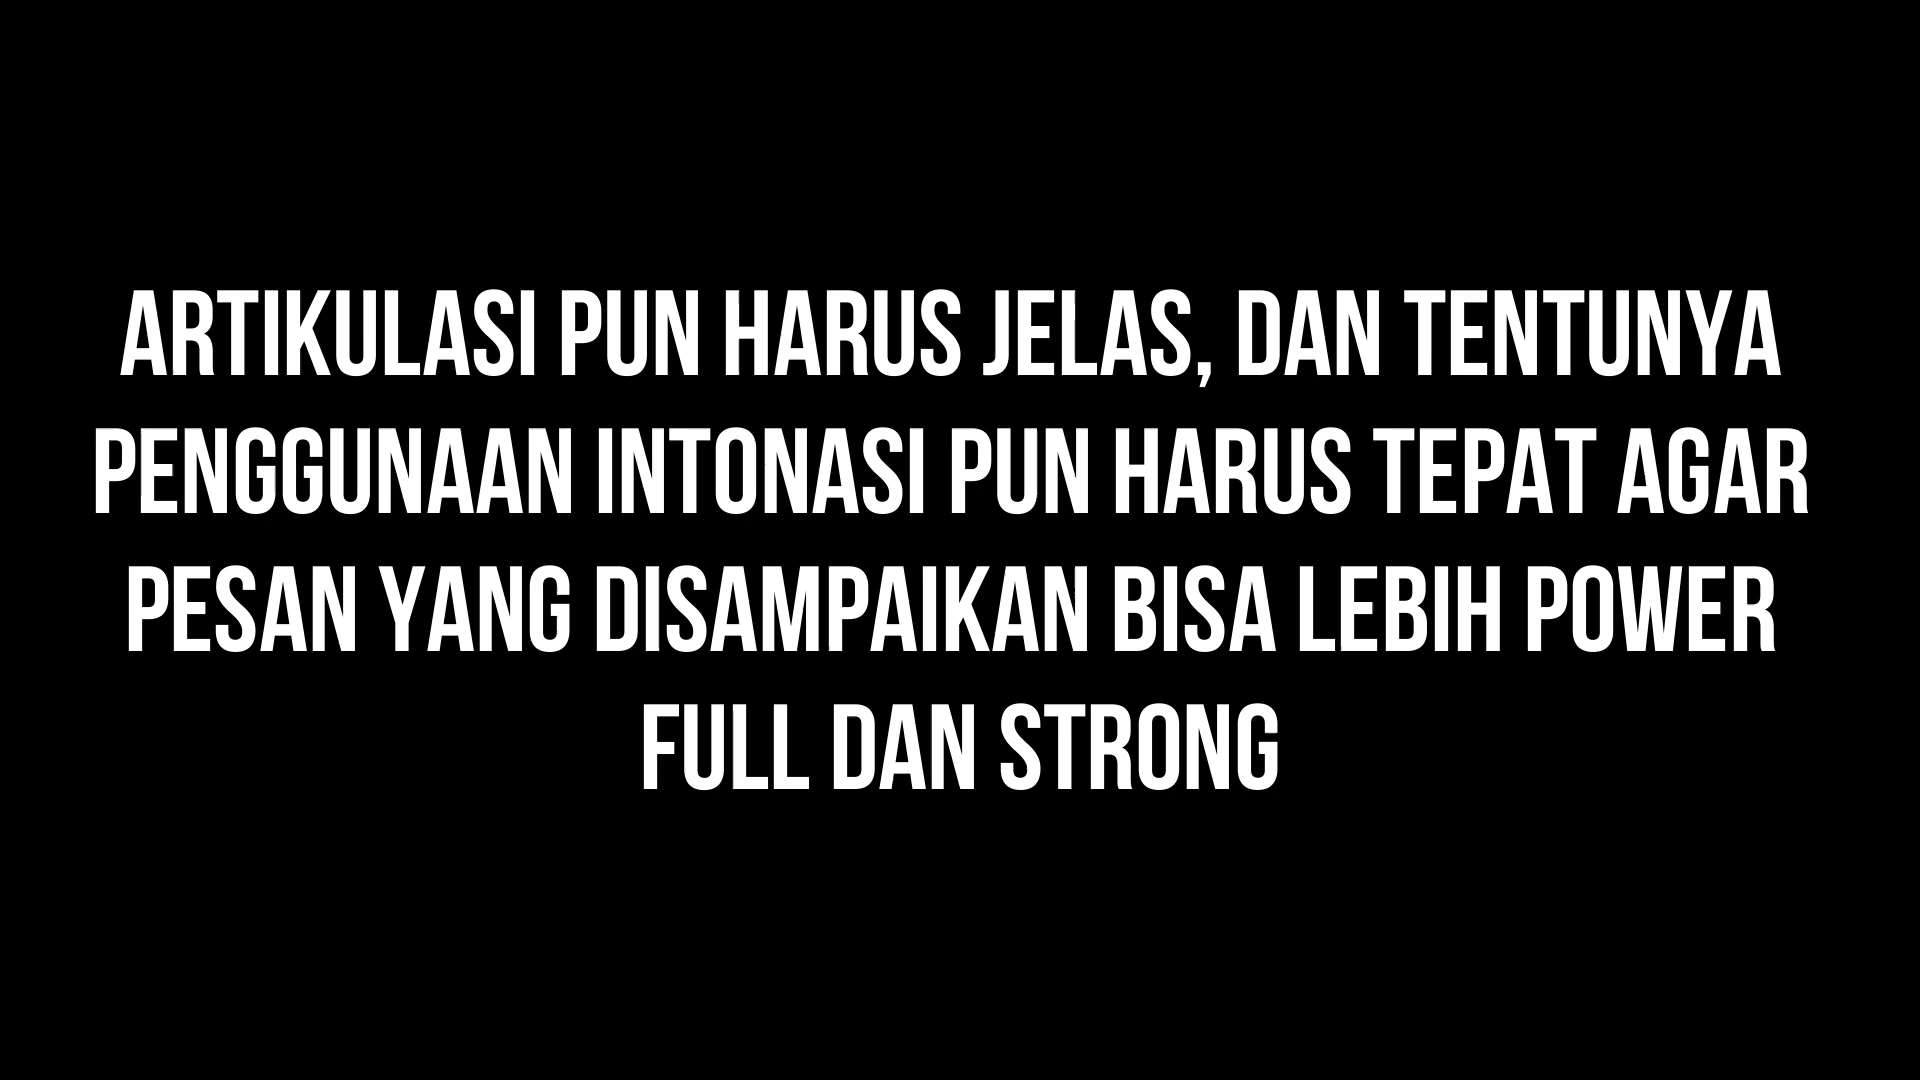 ARTIKULASI PUN HARUS JELAS, DAN TENTUNYA
PENGGUNAAN INTONASI PUN HARUS TEPAT AGAR
PESAN YANG DISAMPAIKAN BISA LEBIH POWER
FULL DAN STRONG